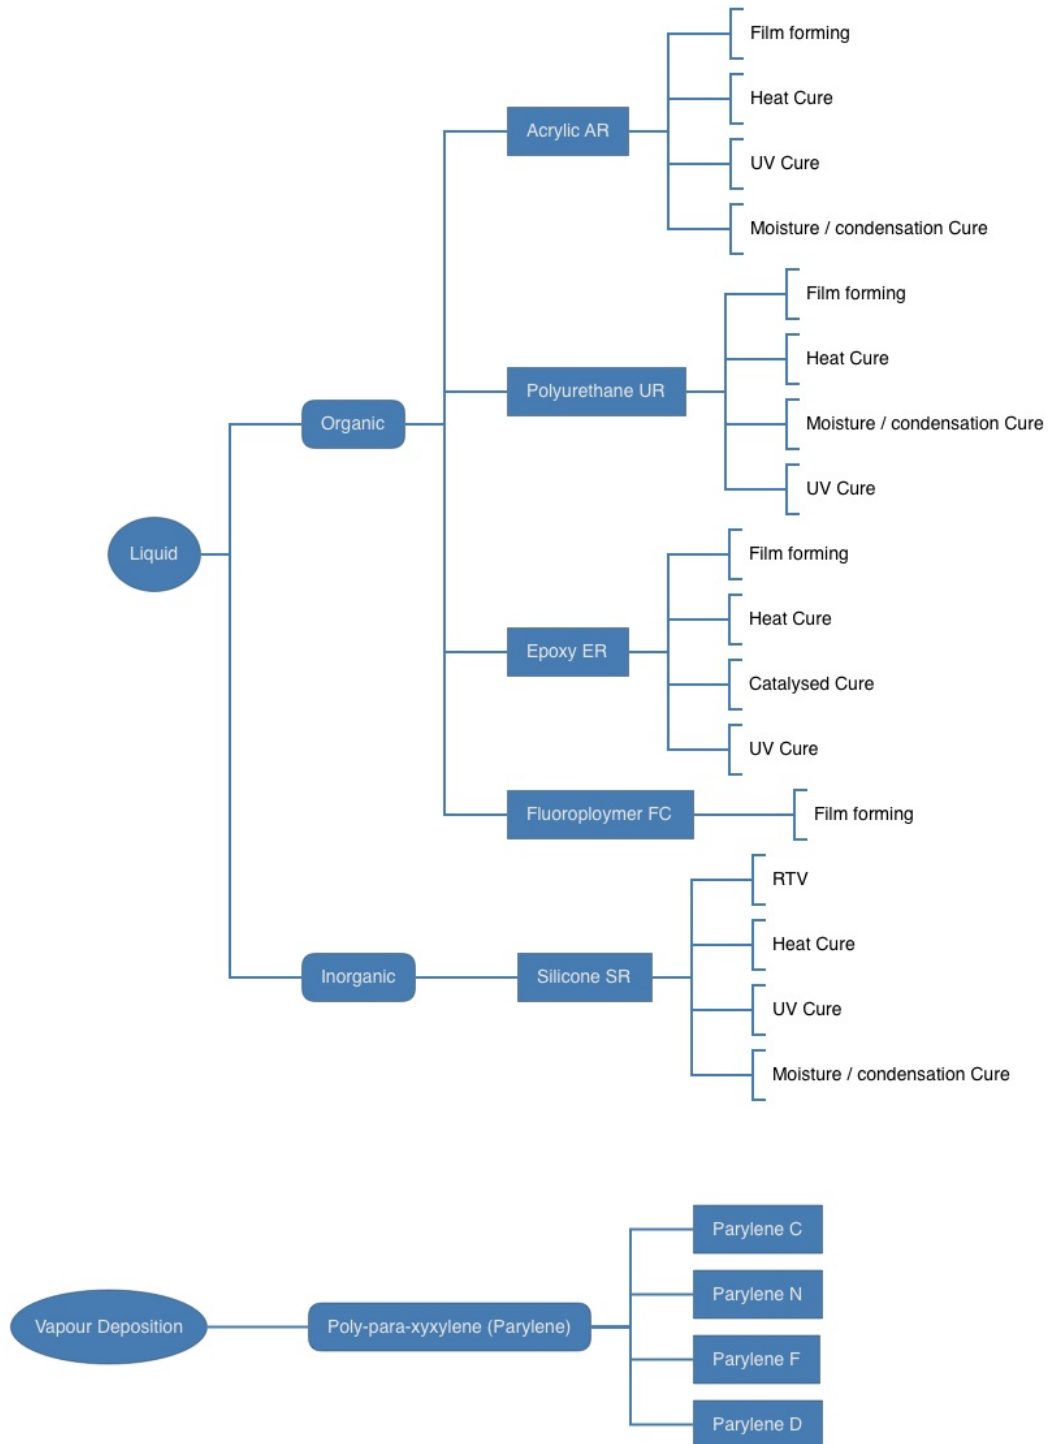 Film forming
Heat Cure
Acrylic AR
UV Cure
Moisture / condensation Cure
Film forming
Heat Cure
Polyurethane UR
Moisture / condensation Cure
UV Cure
Organic
Liquid
Film forming
Heat Cure
Epoxy ER
Catalysed Cure
UV Cure
Fluoroploymer FC
Film forming
RTV
Heat Cure
Inorganic
Silicone SR
UV Cure
Moisture / condensation Cure
Parylene C
Parylene N
Vapour Deposition
Poly-para-xyxylene (Parylene)
Parylene F
Parylene D